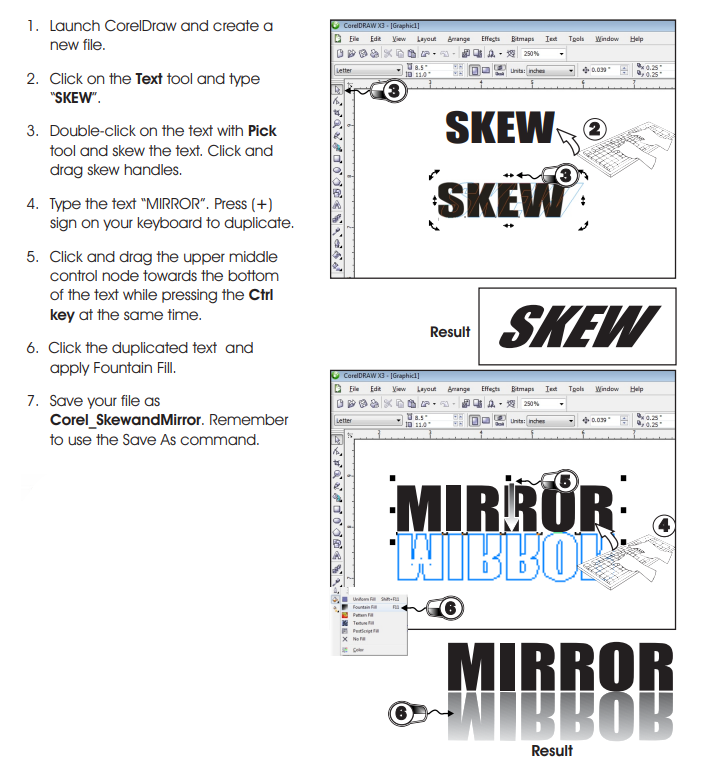 1. Launch CorelDraw and create a
new file.
2. Click on the Text tool and type
"SKEW".
3. Double-click on the text with Pick
tool and skew the text. Click and
drag skew handles.
4. Type the text "MIRROR". Press (+)
sign on your keyboard to duplicate.
5. Click and drag the upper middle
control node towards the bottom
of the text while pressing the Ctrl
key at the same time.
6. Click the duplicated text and
apply Fountain Fill.
7. Save your file as
Corel_SkewandMirror. Remember
to use the Save As command.
CorelDRAW X3 - [Graphic1]
File Edit View Layout Arrange Effects Bitmaps Text Tools Window Help
250%
Letter 8.5" 11.0" Units: inches 0.039" 0.25" 0.25"
3
SKEW
2
3
SKEW
Result
SKEW
CorelDRAW X3 - [Graphic1]
File Edit View Layout Arrange Effects Bitmaps Text Tools Window Help
250%
Letter 8.5" 11.0" Units: inches 0.039" 0.25" 0.25"
5
MIRROR
4
MIRROR
Uniform Fill Shift+F11
Fountain Fill F11
Pattern Fill
Texture Fill
PostScript Fill
No Fill
Color
6
MIRROR
6
MIRROR
Result